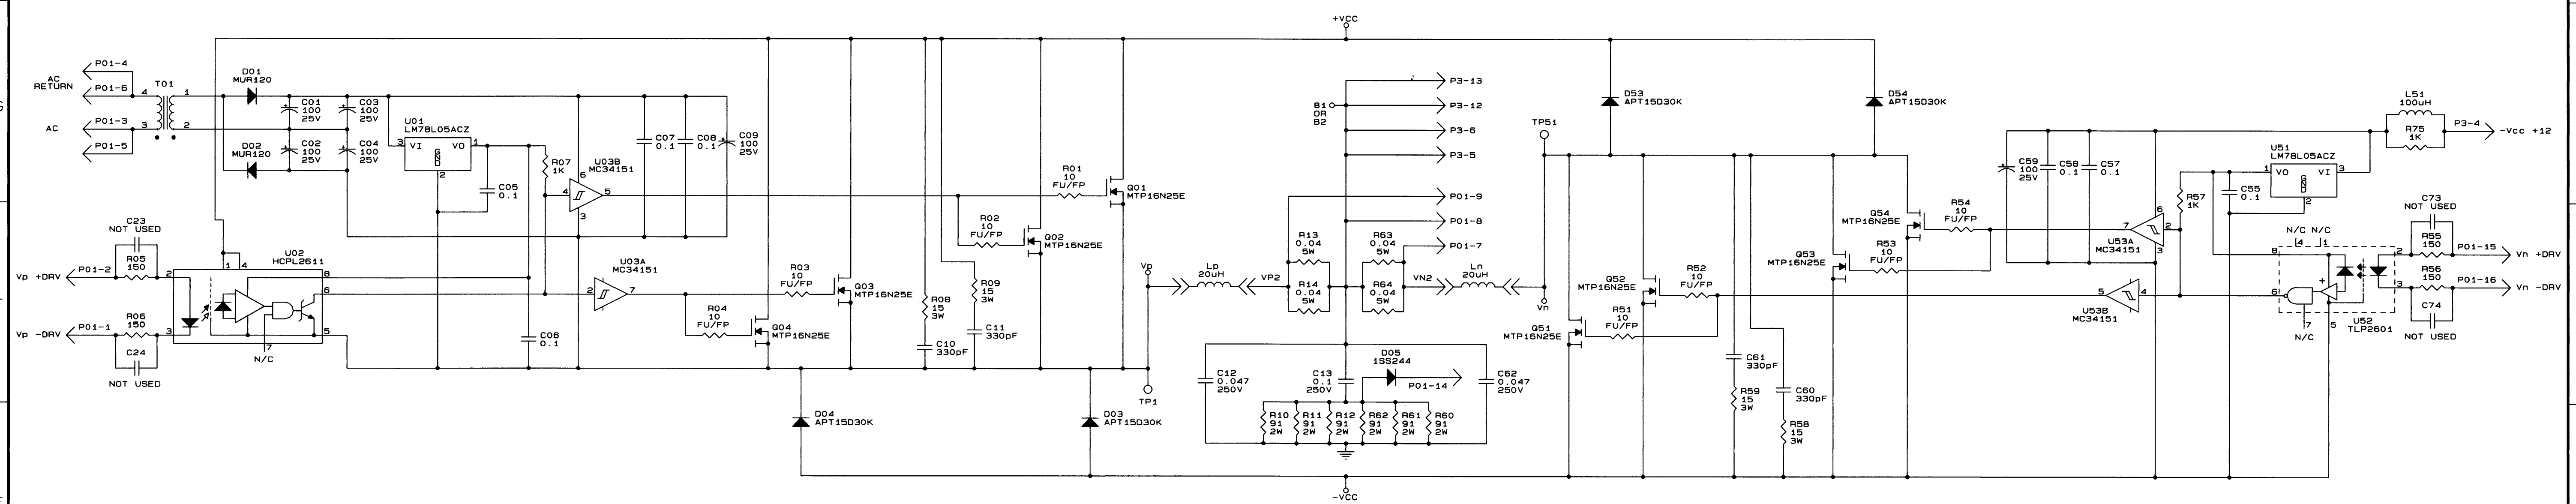 +VCC
P01-4
AC
RETURN
P01-6
AC
P01-3
P01-5
T01
4
1
3
2
D01
MUR120
D02
MUR120
C01
100
25V
C03
100
25V
C02
100
25V
C04
100
25V
U01
LM78L05ACZ
3
VI
VO
1
GND
2
C05
0.1
R07
1K
U03B
MC34151
6
4
5
3
C07
0.1
C08
0.1
C09
100
25V
C23
NOT USED
R05
150
Vp +DRV
P01-2
2
U02
HCPL2611
1
4
8
6
5
3
7
N/C
Vp -DRV
P01-1
R06
150
C24
NOT USED
C06
0.1
U03A
MC34151
2
7
R03
10
FU/FP
Q03
MTP16N25E
R04
10
FU/FP
Q04
MTP16N25E
R08
15
3W
C10
330pF
R09
15
3W
C11
330pF
R01
10
FU/FP
Q01
MTP16N25E
R02
10
FU/FP
Q02
MTP16N25E
D04
APT15D30K
D03
APT15D30K
Vp
TP1
Lp
20uH
VP2
R13
0.04
5W
R14
0.04
5W
R63
0.04
5W
R64
0.04
5W
VN2
Ln
20uH
B1
OR
B2
P3-13
P3-12
P3-6
P3-5
P01-9
P01-8
P01-7
C12
0.047
250V
C13
0.1
250V
D05
1SS244
P01-14
C62
0.047
250V
R10
91
2W
R11
91
2W
R12
91
2W
R62
91
2W
R61
91
2W
R60
91
2W
-VCC
TP51
Vn
D53
APT15D30K
D54
APT15D30K
Q51
MTP16N25E
R51
10
FU/FP
Q52
MTP16N25E
R52
10
FU/FP
C61
330pF
R59
15
3W
C60
330pF
R58
15
3W
Q53
MTP16N25E
R53
10
FU/FP
Q54
MTP16N25E
R54
10
FU/FP
C59
100
25V
C58
0.1
C57
0.1
6
7
2
3
U53A
MC34151
5
4
U53B
MC34151
R57
1K
C55
0.1
U51
LM78L05ACZ
1
VO
VI
3
GND
2
L51
100uH
R75
1K
P3-4
-Vcc +12
C73
NOT USED
R55
150
P01-15
Vn +DRV
R56
150
P01-16
Vn -DRV
C74
NOT USED
N/C N/C
4
1
8
2
3
6
7
5
N/C
U52
TLP2601